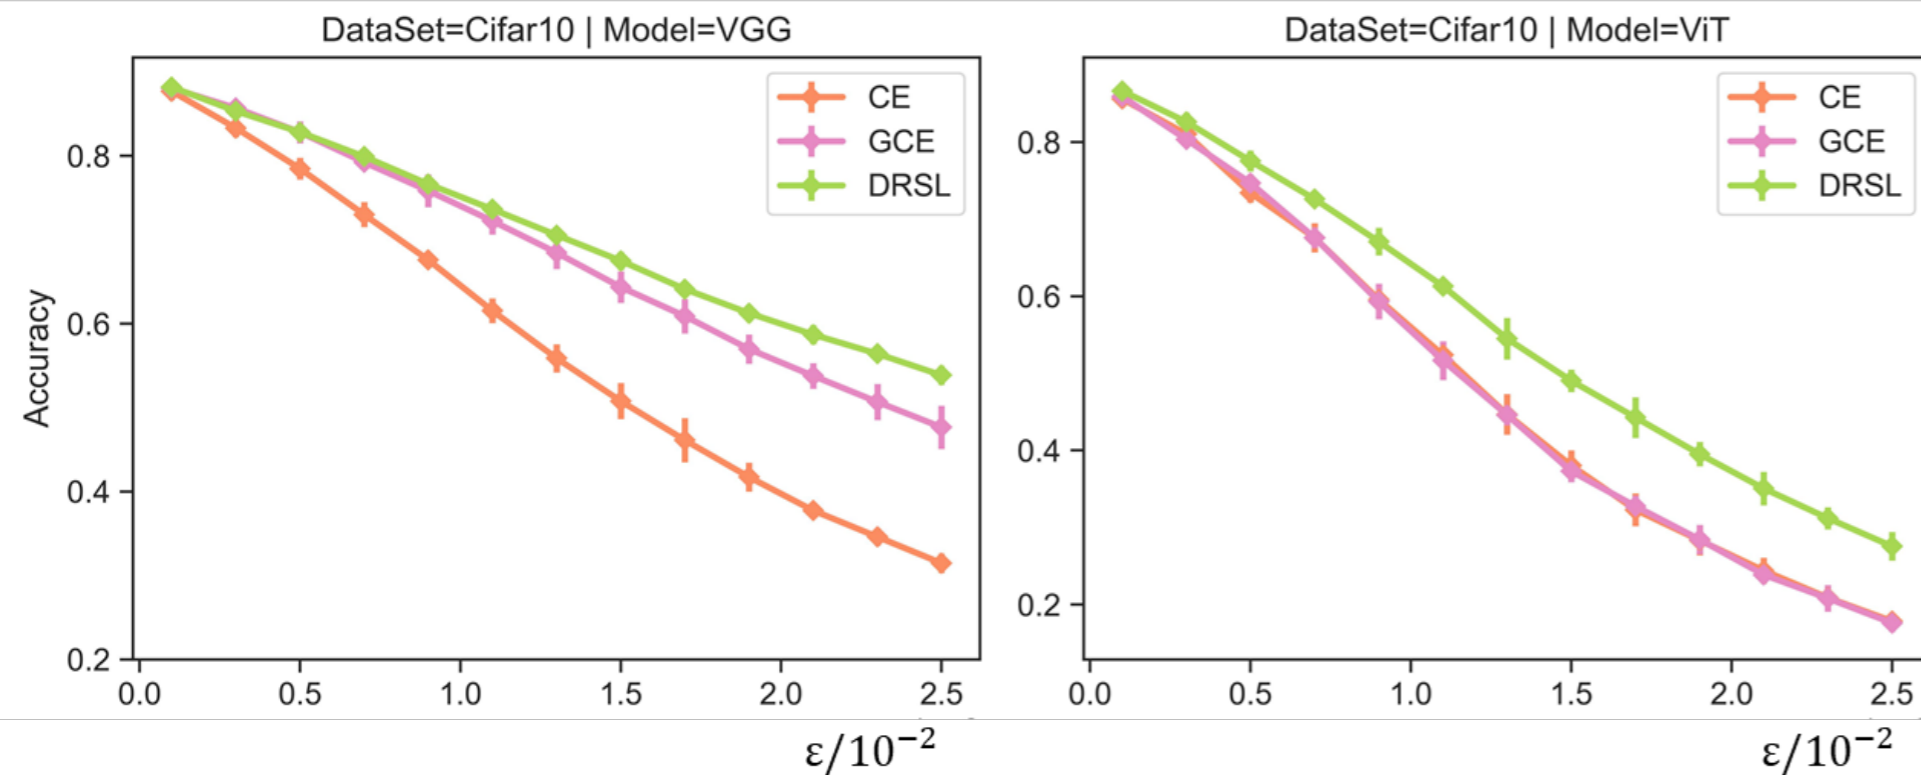 DataSet=Cifar10 | Model=VGG
CE
GCE
DRSL
Accuracy
0.8
0.6
0.4
0.2
0.0 0.5 1.0 1.5 2.0 2.5
ε/10⁻²
DataSet=Cifar10 | Model=ViT
CE
GCE
DRSL
0.8
0.6
0.4
0.2
0.0 0.5 1.0 1.5 2.0 2.5
ε/10⁻²